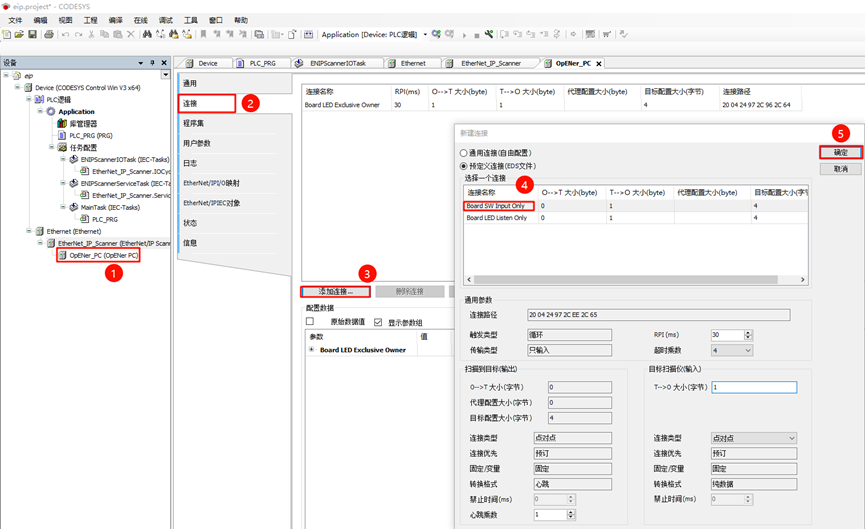 eip.project* - CODESYS
文件 编辑 视图 工程 编译 在线 调试 工具 窗口 帮助
Application [Device: PLC逻辑]
设备
eip
Device (CODESYS Control Win V3 x64)
PLC逻辑
Application
库管理器
PLC_PRG (PRG)
任务配置
ENIPScannerIOTask (IEC-Tasks)
EtherNet_IP_Scanner.IOCyc
ENIPScannerServiceTask (IEC-Tasks)
EtherNet_IP_Scanner.Servic
MainTask (IEC-Tasks)
PLC_PRG
Ethernet (Ethernet)
EtherNet_IP_Scanner (EtherNet/IP Scann
OpENer_PC (OpENer PC)
1
Device PLC_PRG ENIPScannerIOTask Ethernet EtherNet_IP_Scanner OpENer_PC
通用
连接
2
程序集
用户参数
日志
EtherNet/IPI/O映射
EtherNet/IPIEC对象
状态
信息
连接名称 RPI(ms) O-->T 大小(byte) T-->O 大小(byte) 代理配置大小(byte) 目标配置大小(字节) 连接路径
Board LED Exclusive Owner 30 1 1 4 20 04 24 97 2C 96 2C 64
3
添加连接... 删除连接
配置数据
原始数据值 显示参数组
参数 值
Board LED Exclusive Owner
新建连接
5
通用连接(自由配置)
预定义连接(EDS文件)
确定
取消
选择一个连接
4
连接名称 O-->T 大小(byte) T-->O 大小(byte) 代理配置大小(byte) 目标配置大小(字节
Board SW Input Only 0 1 4
Board LED Listen Only 0 1 4
通用参数
连接路径 20 04 24 97 2C EE 2C 65
触发类型 循环 RPI (ms) 30
传输类型 只输入 超时乘数 4
扫描到目标(输出)
O-->T 大小(字节) 0
代理配置大小(字节) 0
目标配置大小(字节) 4
连接类型 点对点
连接优先 预订
固定/变量 固定
转换格式 心跳
禁止时间(ms) 0
心跳乘数 1
目标扫描仪(输入)
T-->O 大小(字节) 1
连接类型 点对点
连接优先 预订
固定/变量 固定
转换格式 纯数据
禁止时间(ms) 0